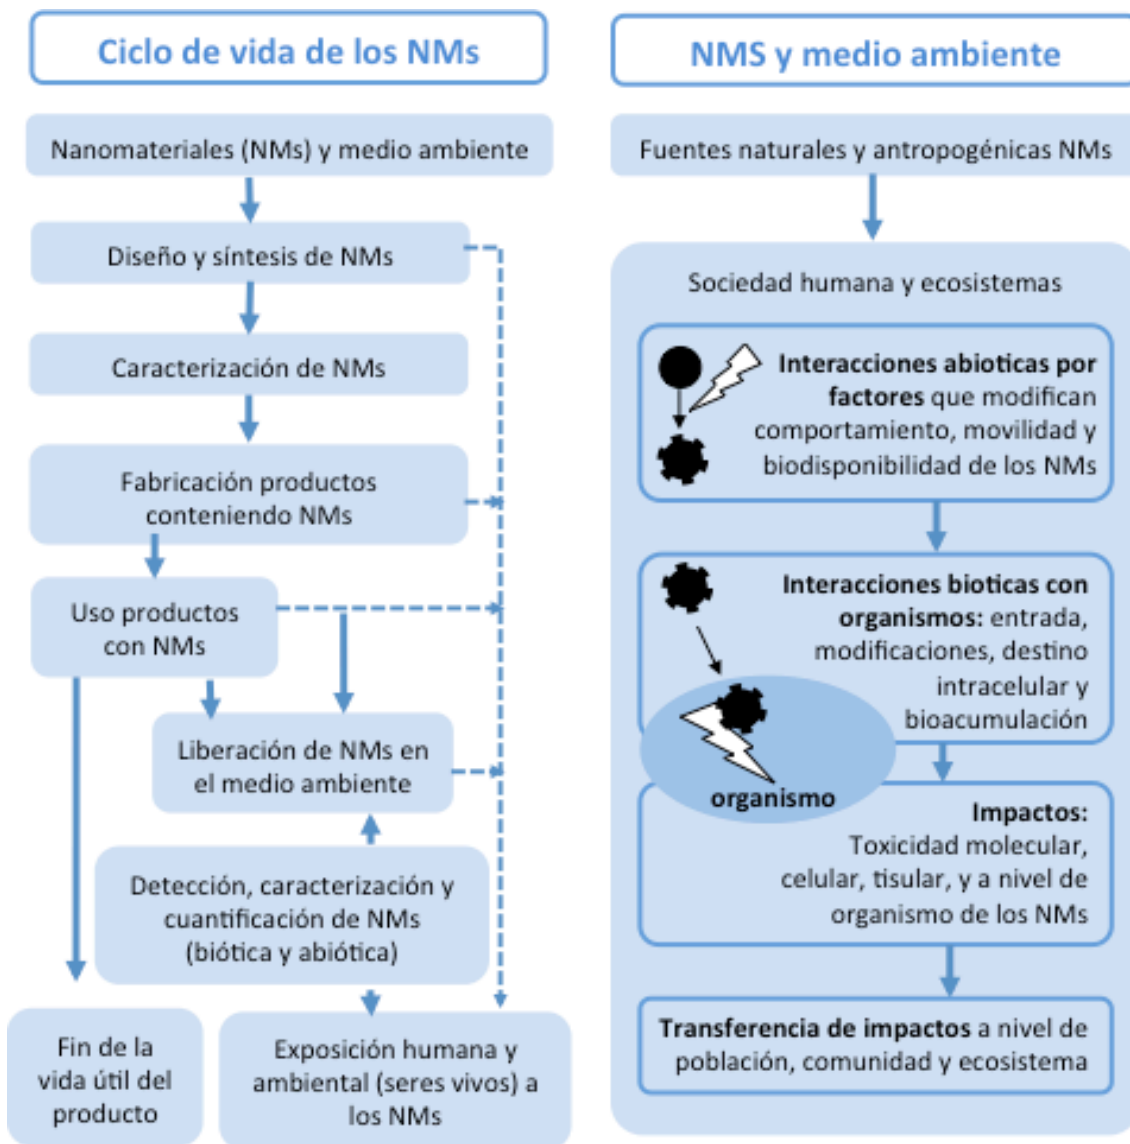 Ciclo de vida de los NMs
Nanomateriales (NMs) y medio ambiente
Diseño y síntesis de NMs
Caracterización de NMs
Fabricación productos
conteniendo NMs
Uso productos
con NMs
Liberación de NMs en
el medio ambiente
Detección, caracterización y
cuantificación de NMs
(biótica y abiótica)
Fin de la
vida útil del
producto
Exposición humana y
ambiental (seres vivos) a
los NMs
NMS y medio ambiente
Fuentes naturales y antropogénicas NMs
Sociedad humana y ecosistemas
Interacciones abioticas por
factores que modifican
comportamiento, movilidad y
biodisponibilidad de los NMs
Interacciones bioticas con
organismos: entrada,
modificaciones, destino
intracelular y
bioacumulación
organismo
Impactos:
Toxicidad molecular,
celular, tisular, y a nivel de
organismo de los NMs
Transferencia de impactos a nivel de
población, comunidad y ecosistema